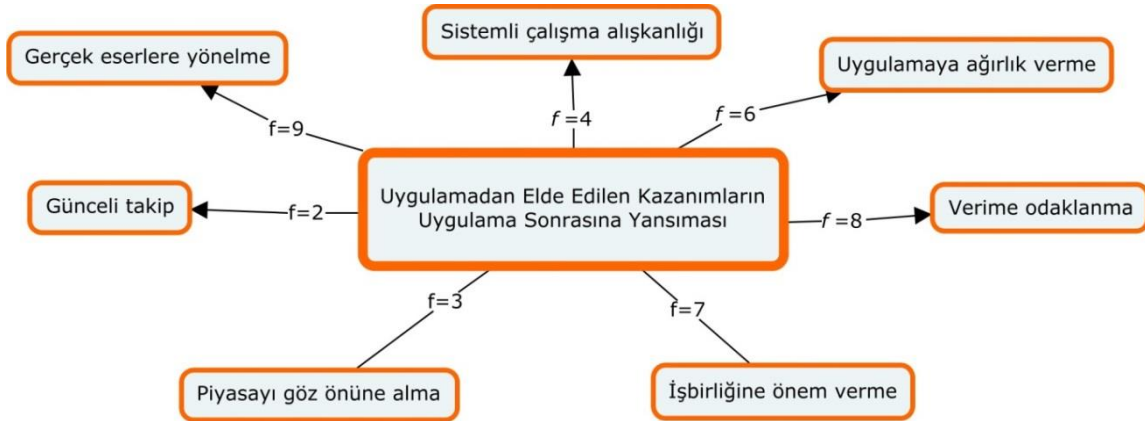 Sistemli çalışma alışkanlığı
Gerçek eserlere yönelme
Uygulamaya ağırlık verme
f=9
f =4
f =6
Uygulamadan Elde Edilen Kazanımların
Uygulama Sonrasına Yansıması
Günceli takip
f=2
f =8
Verime odaklanma
f=3
f=7
Piyasayı göz önüne alma
İşbirliğine önem verme